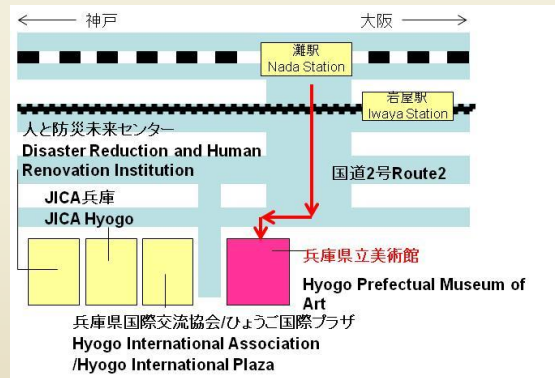 ← 神戸
大阪 →
灘駅
Nada Station
岩屋駅
Iwaya Station
人と防災未来センター
Disaster Reduction and Human
Renovation Institution
国道2号Route2
JICA兵庫
JICA Hyogo
兵庫県立美術館
Hyogo Prefectual Museum of
Art
兵庫県国際交流協会/ひょうご国際プラザ
Hyogo International Association
/Hyogo International Plaza